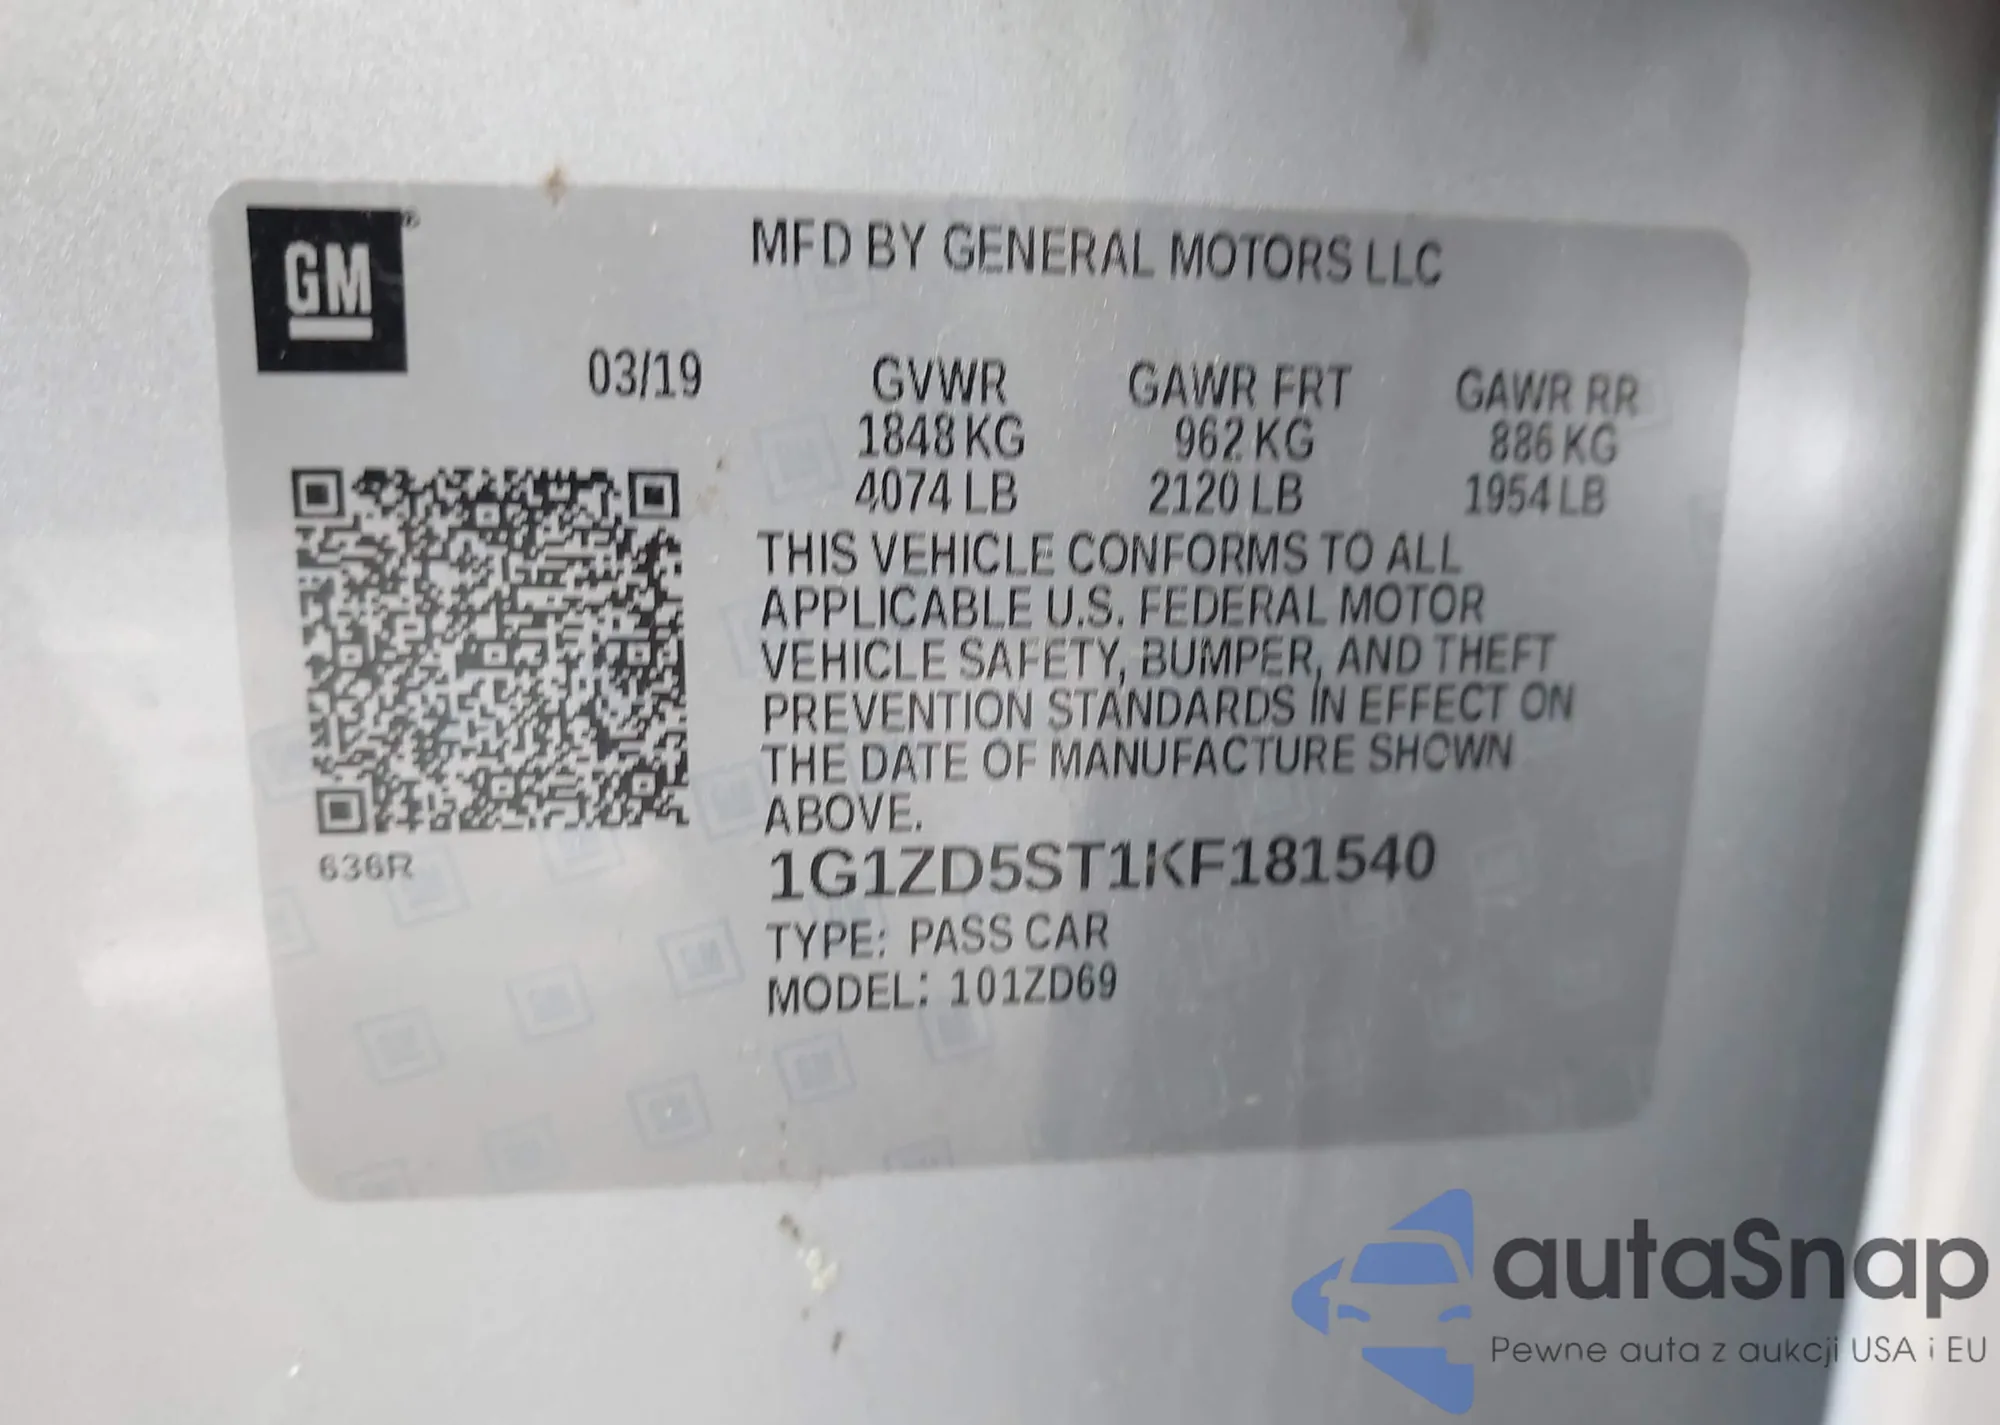 GM®
MFD BY GENERAL MOTORS LLC
03/19
GVWR GAWR FRT GAWR RR
1848 KG 962 KG 886 KG
4074 LB 2120 LB 1954 LB
THIS VEHICLE CONFORMS TO ALL
APPLICABLE U.S. FEDERAL MOTOR
VEHICLE SAFETY, BUMPER, AND THEFT
PREVENTION STANDARDS IN EFFECT ON
THE DATE OF MANUFACTURE SHOWN
ABOVE.
1G1ZD5ST1KF181540
TYPE: PASS CAR
MODEL: 101ZD69
636R
autaSnap
Pewne auta z aukcji USA i EU